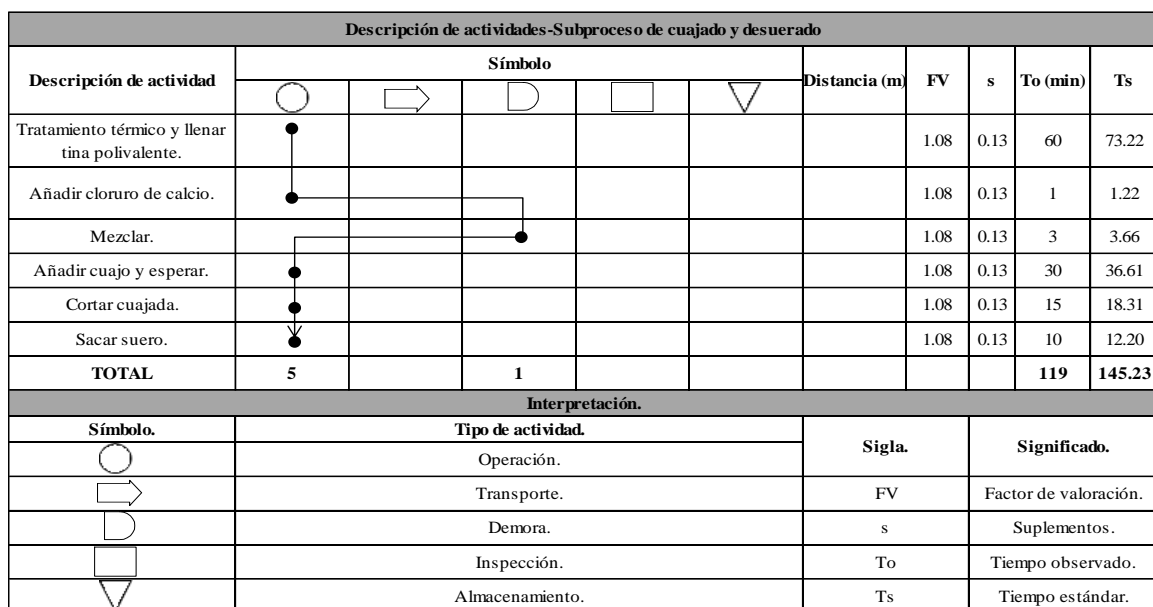 Descripción de actividades-Subproceso de cuajado y desuerado
Descripción de actividad Símbolo Distancia (m) FV s To (min) Ts
Tratamiento térmico y llenar
tina polivalente. 1.08 0.13 60 73.22
Añadir cloruro de calcio. 1.08 0.13 1 1.22
Mezclar. 1.08 0.13 3 3.66
Añadir cuajo y esperar. 1.08 0.13 30 36.61
Cortar cuajada. 1.08 0.13 15 18.31
Sacar suero. 1.08 0.13 10 12.20
TOTAL 5 1 119 145.23
Interpretación.
Símbolo. Tipo de actividad. Sigla. Significado.
Operación.
Transporte. FV Factor de valoración.
Demora. s Suplementos.
Inspección. To Tiempo observado.
Almacenamiento. Ts Tiempo estándar.